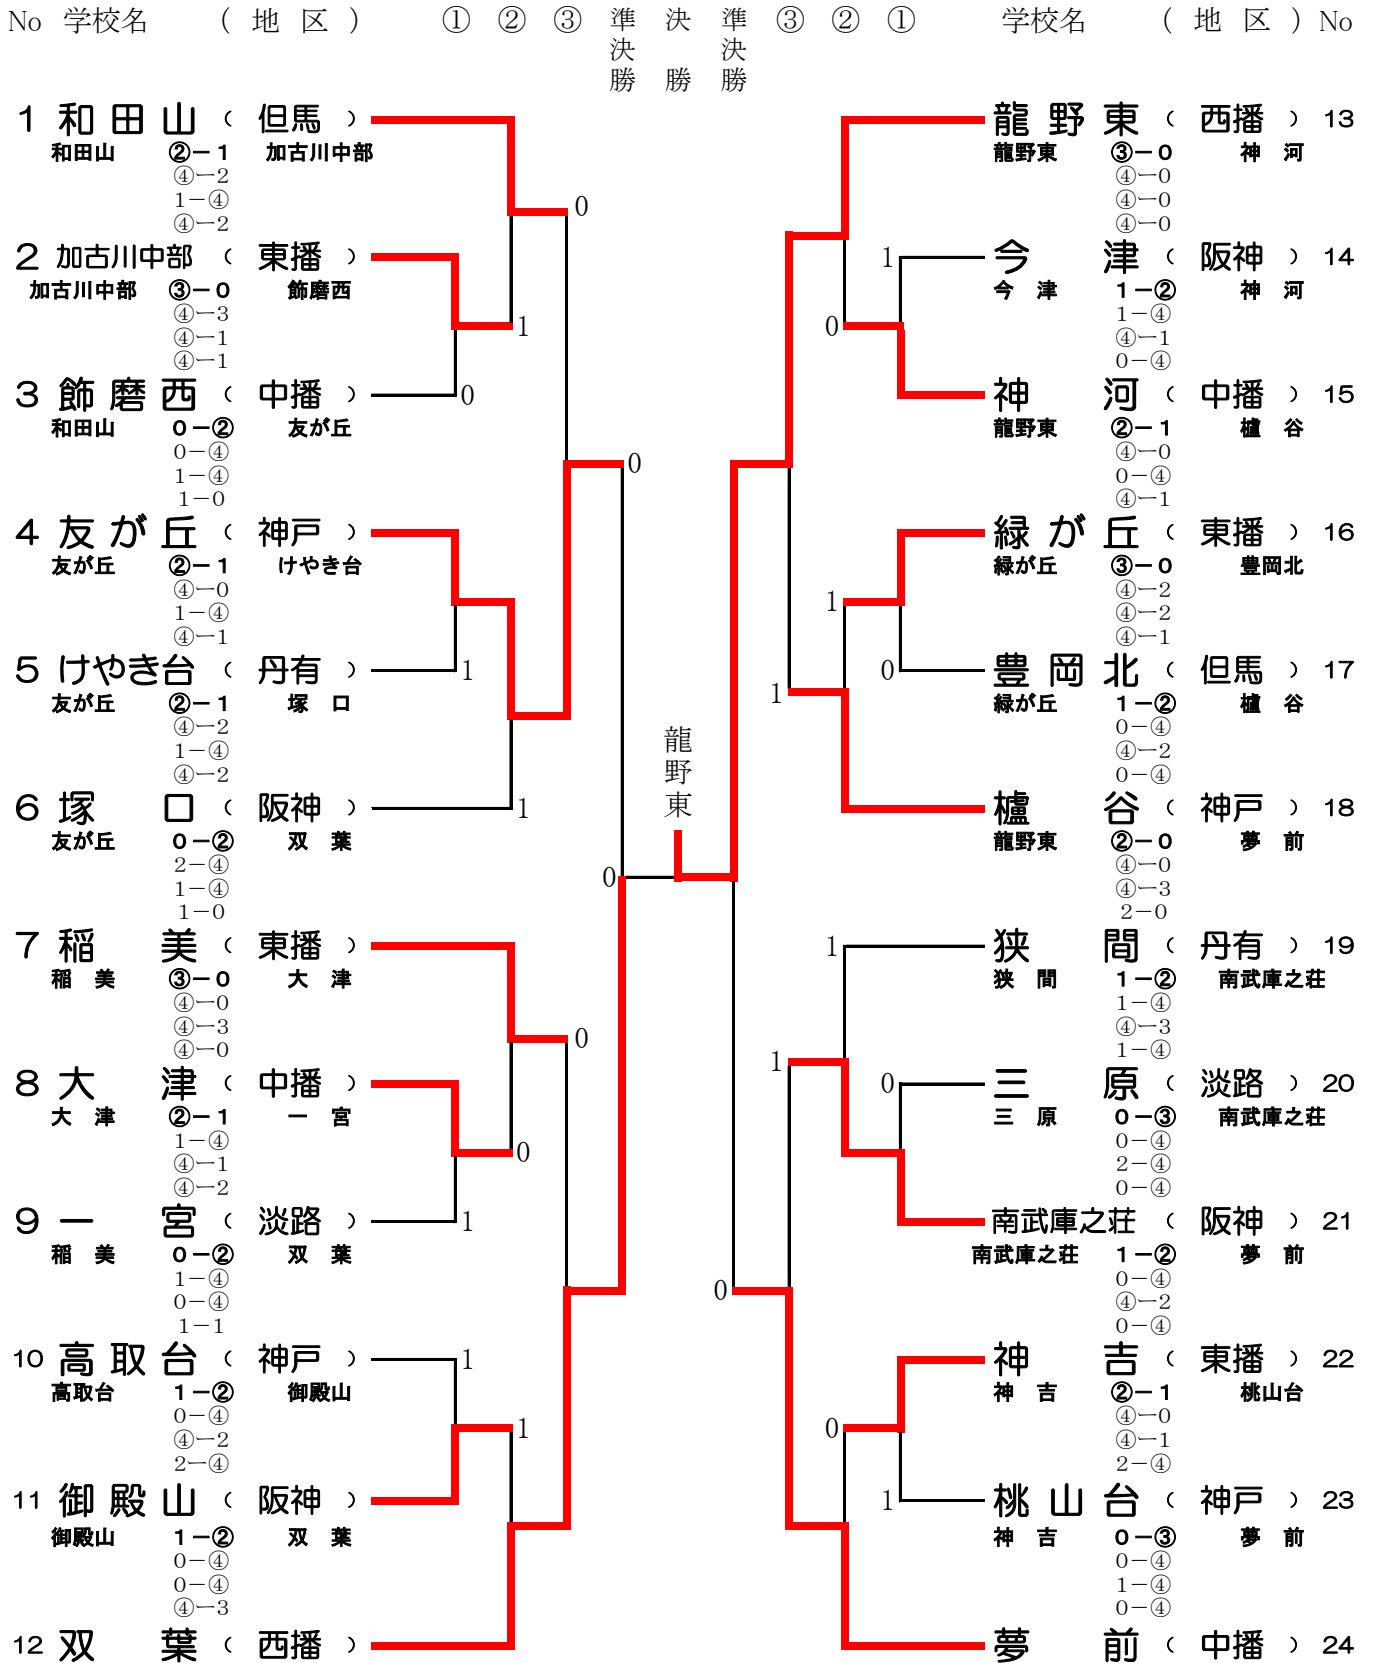 No 学校名 ( 地 区 ) ① ② ③ 準決勝 決勝 準決勝 ③ ② ① 学校名 ( 地 区 ) No
1 和田山 ( 但馬 )
和田山 ②－1 加古川中部
④－2
1－④
④－2
0
2 加古川中部 ( 東播 )
加古川中部 ③－0 飾磨西
④－3
④－1
④－1
1
3 飾磨西 ( 中播 ) 0
和田山 0－② 友が丘
0－④
1－④
1－0
0
4 友が丘 ( 神戸 )
友が丘 ②－1 けやき台
④－0
1－④
④－1
5 けやき台 ( 丹有 ) 1
友が丘 ②－1 塚口
④－2
1－④
④－2
6 塚口 ( 阪神 ) 1
友が丘 0－② 双葉
2－④
1－④
1－0
0
7 稲美 ( 東播 )
稲美 ③－0 大津
④－0
④－3
④－0
0
8 大津 ( 中播 )
大津 ②－1 一宮
1－④
④－1
④－2
0
9 一宮 ( 淡路 ) 1
稲美 0－② 双葉
1－④
0－④
1－1
10 高取台 ( 神戸 ) 1
高取台 1－② 御殿山
0－④
④－2
2－④
1
11 御殿山 ( 阪神 )
御殿山 1－② 双葉
0－④
0－④
④－3
12 双葉 ( 西播 )
龍野東
龍野東 ( 西播 ) 13
龍野東 ③－0 神河
④－0
④－0
④－0
1 今津 ( 阪神 ) 14
今津 1－② 神河
1－④
④－1
0－④
0
神河 ( 中播 ) 15
龍野東 ②－1 櫨谷
④－0
0－④
④－1
緑が丘 ( 東播 ) 16
緑が丘 ③－0 豊岡北
④－2
④－2
④－1
1
0 豊岡北 ( 但馬 ) 17
緑が丘 1－② 櫨谷
0－④
④－2
0－④
1
櫨谷 ( 神戸 ) 18
龍野東 ②－0 夢前
④－0
④－3
2－0
1 狭間 ( 丹有 ) 19
狭間 1－② 南武庫之荘
1－④
④－3
1－④
1
0 三原 ( 淡路 ) 20
三原 0－③ 南武庫之荘
0－④
2－④
0－④
南武庫之荘 ( 阪神 ) 21
南武庫之荘 1－② 夢前
0－④
④－2
0－④
0
神吉 ( 東播 ) 22
神吉 ②－1 桃山台
④－0
④－1
2－④
0
1 桃山台 ( 神戸 ) 23
神吉 0－③ 夢前
0－④
1－④
0－④
夢前 ( 中播 ) 24